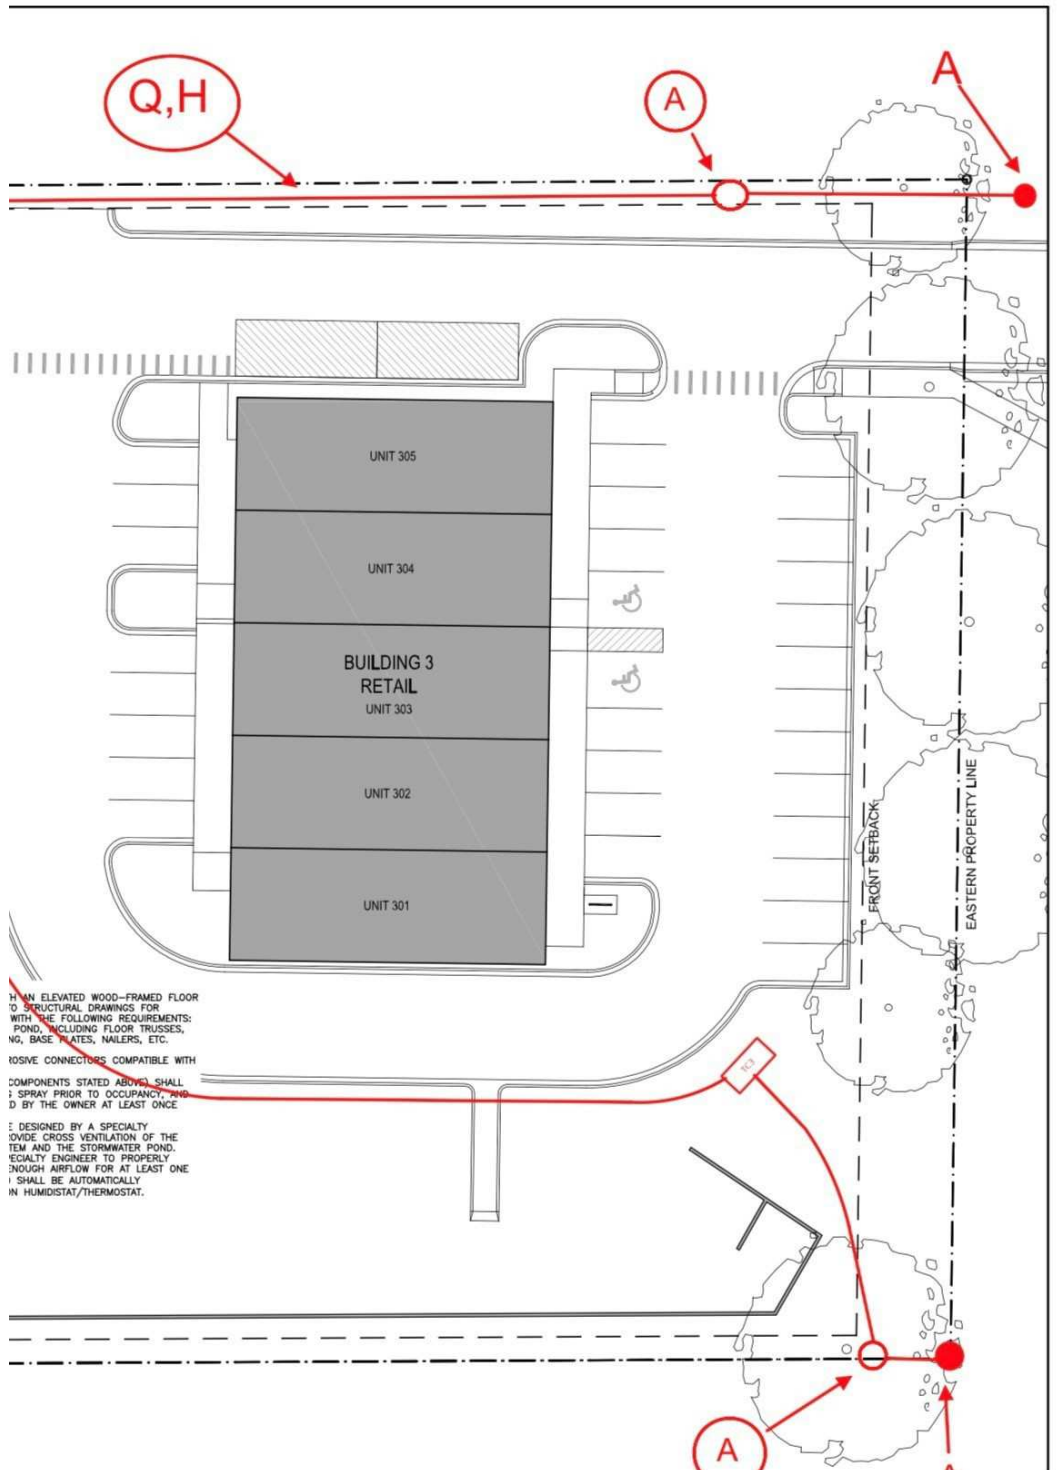 Q,H
A
A
UNIT 305
UNIT 304
BUILDING 3
RETAIL
UNIT 303
UNIT 302
UNIT 301
FRONT SETBACK
EASTERN PROPERTY LINE
AN ELEVATED WOOD-FRAMED FLOOR
STRUCTURAL DRAWINGS FOR
WITH THE FOLLOWING REQUIREMENTS:
POND, INCLUDING FLOOR TRUSSES,
BASE PLATES, NAILERS, ETC.
CONNECTORS COMPATIBLE WITH
COMPONENTS STATED ABOVE) SHALL
SPRAY PRIOR TO OCCUPANCY, AND
BY THE OWNER AT LEAST ONCE
DESIGNED BY A SPECIALTY
CROSS VENTILATION OF THE
AND THE STORMWATER POND.
ENGINEER TO PROPERLY
ENOUGH AIRFLOW FOR AT LEAST ONE
SHALL BE AUTOMATICALLY
HUMIDISTAT/THERMOSTAT.
TC3
A